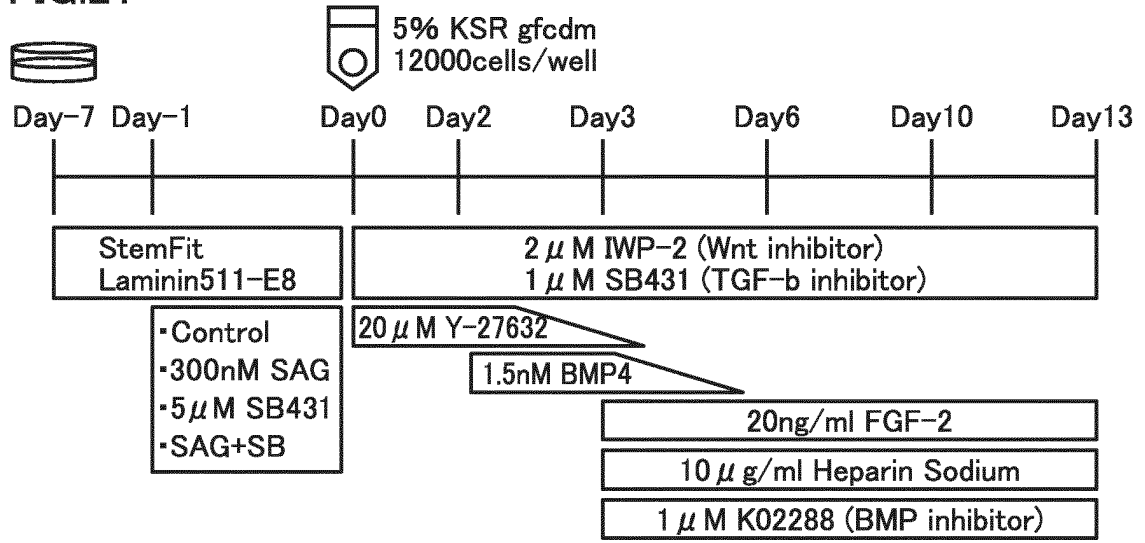 5% KSR gfcdm
12000cells/well
Day-7 Day-1 Day0 Day2 Day3 Day6 Day10 Day13
StemFit
Laminin511-E8
2 μM IWP-2 (Wnt inhibitor)
1 μM SB431 (TGF-b inhibitor)
▪Control
▪300nM SAG
▪5μM SB431
▪SAG+SB
20 μM Y-27632
1.5nM BMP4
20ng/ml FGF-2
10 μg/ml Heparin Sodium
1 μM K02288 (BMP inhibitor)